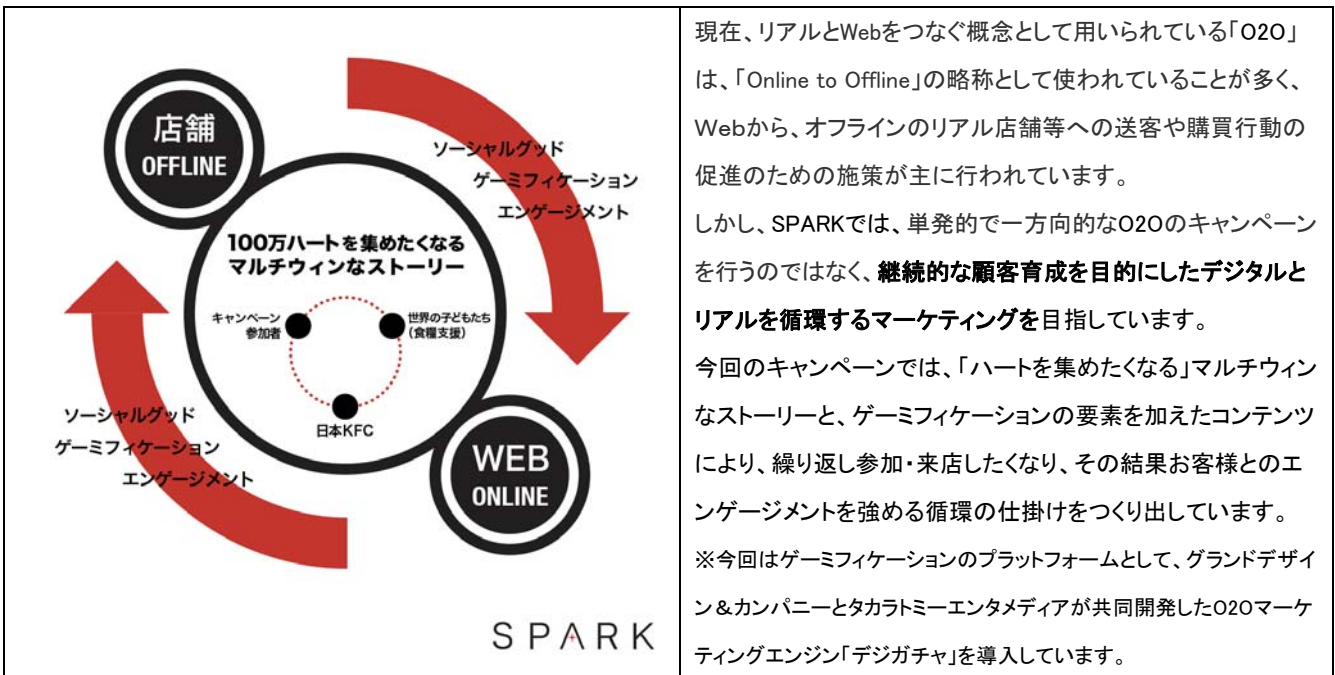 店舗
OFFLINE
ソーシャルグッド
ゲーミフィケーション
エンゲージメント
100万ハートを集めたくなる
マルチウィンなストーリー
キャンペーン
参加者
世界の子どもたち
(食糧支援)
日本KFC
ソーシャルグッド
ゲーミフィケーション
エンゲージメント
WEB
ONLINE
SPARK
現在、リアルとWebをつなぐ概念として用いられている「O2O」
は、「Online to Offline」の略称として使われていることが多く、
Webから、オフラインのリアル店舗等への送客や購買行動の
促進のための施策が主に行われています。
しかし、SPARKでは、単発的で一方向的なO2Oのキャンペーン
を行うのではなく、継続的な顧客育成を目的にしたデジタルと
リアルを循環するマーケティングを目指しています。
今回のキャンペーンでは、「ハートを集めたくなる」マルチウィン
なストーリーと、ゲーミフィケーションの要素を加えたコンテンツ
により、繰り返し参加・来店したくなり、その結果お客様とのエ
ンゲージメントを強める循環の仕掛けをつくり出しています。
※今回はゲーミフィケーションのプラットフォームとして、グランドデザイ
ン&カンパニーとタカラトミーエンタメディアが共同開発したO2Oマーケ
ティングエンジン「デジガチャ」を導入しています。